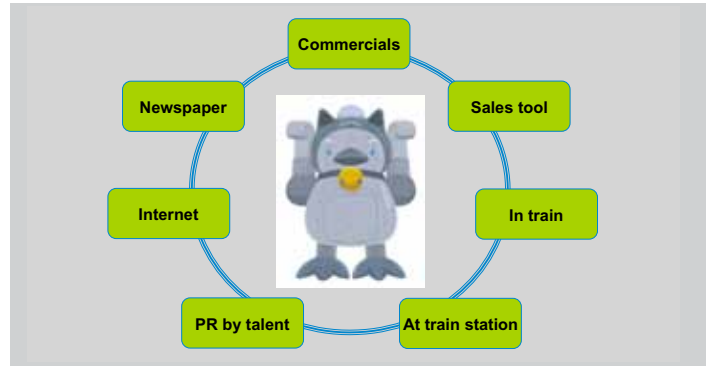 Commercials
Newspaper
Sales tool
Internet
In train
PR by talent
At train station